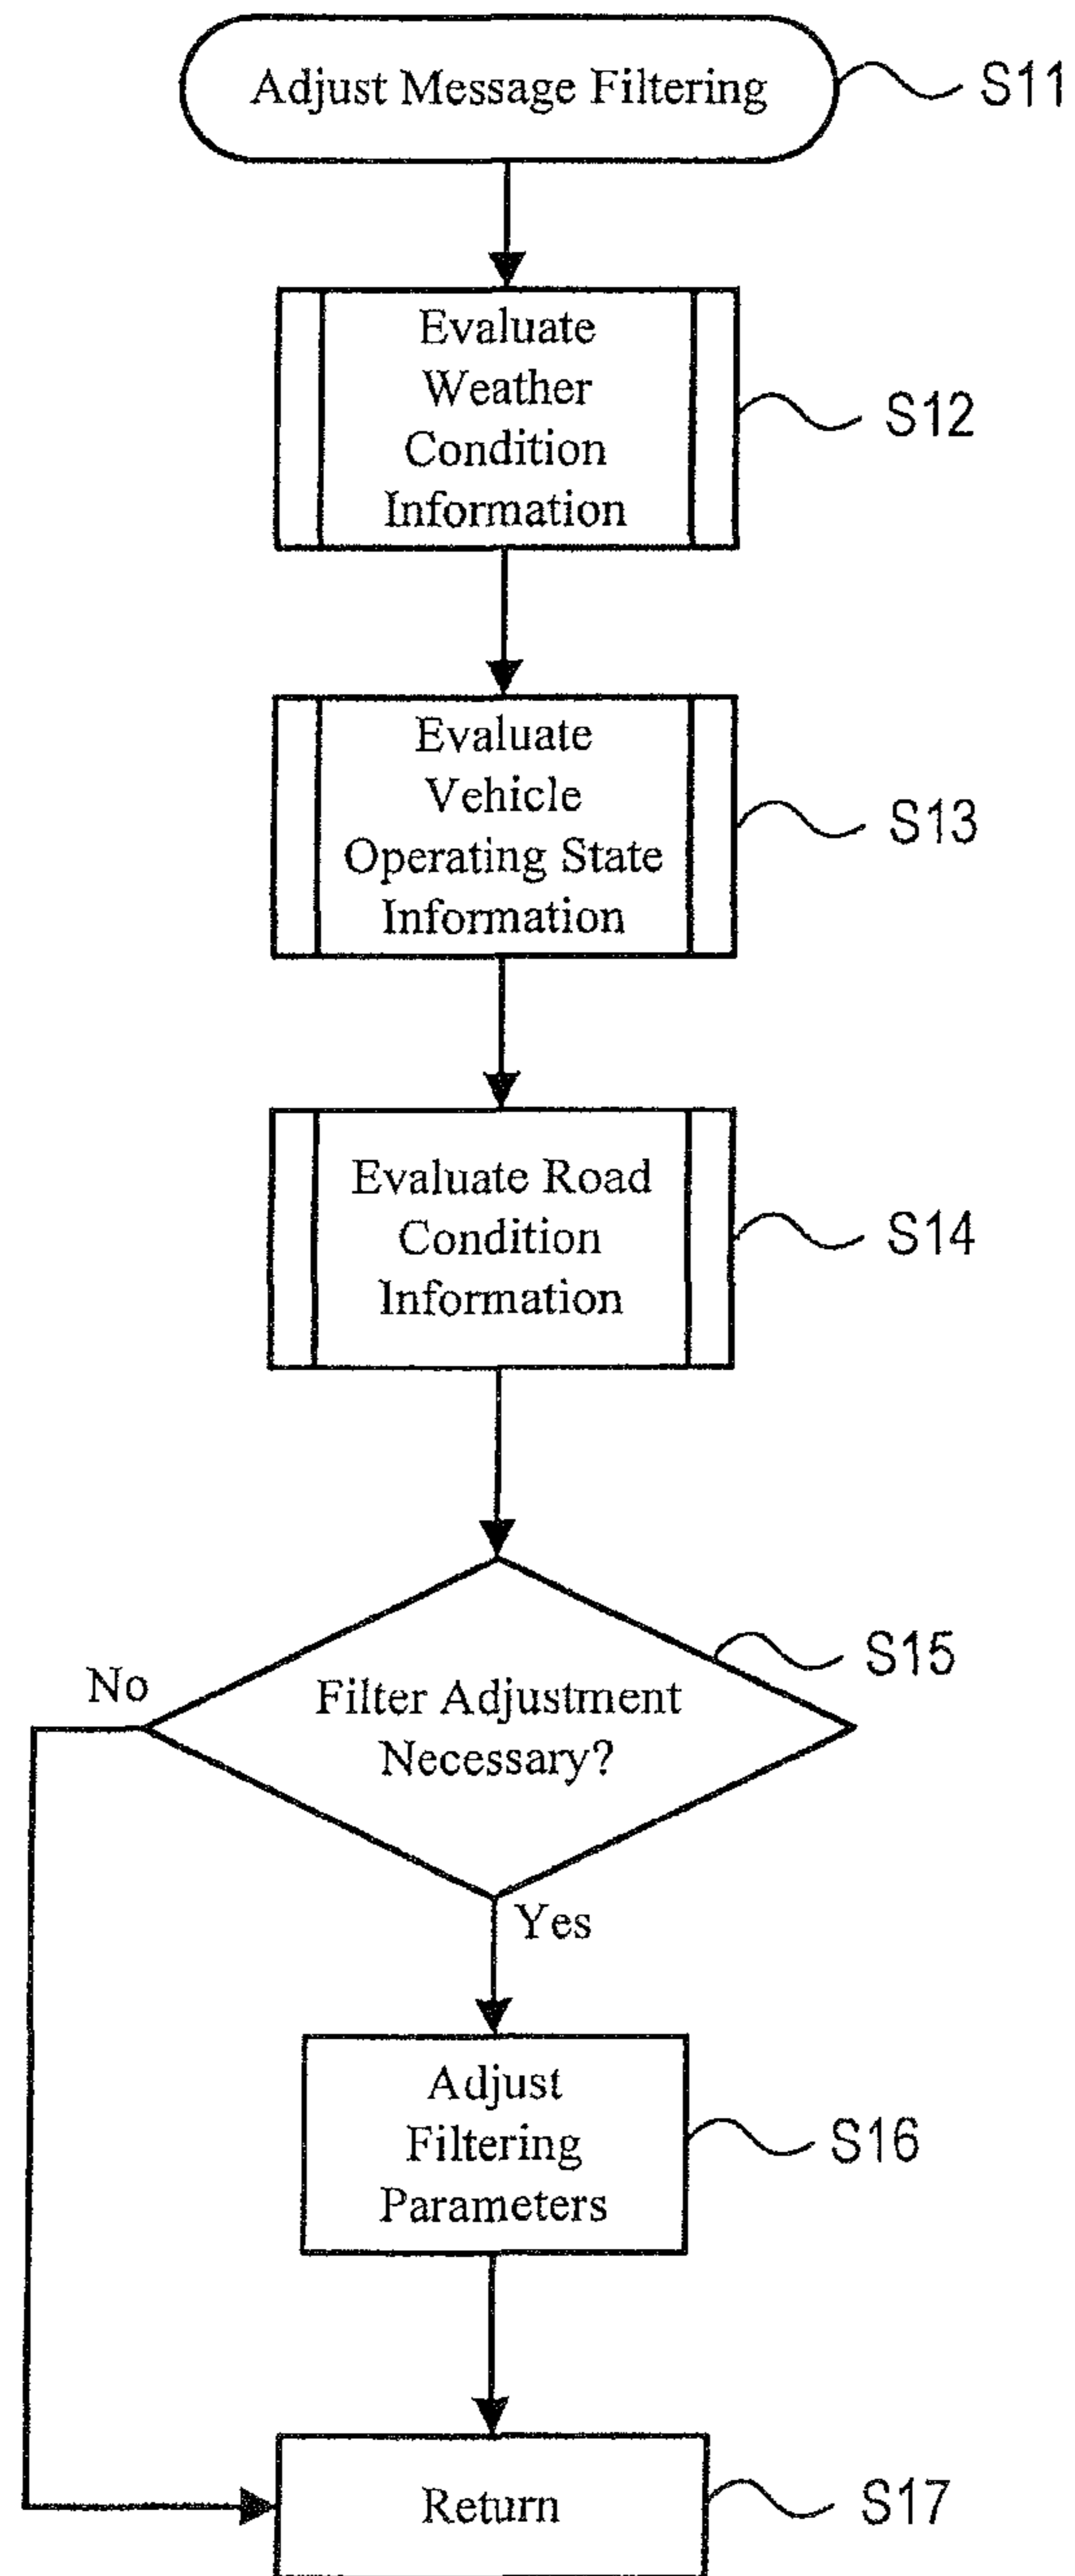 Adjust Message Filtering
S11
Evaluate
Weather
Condition
Information
S12
Evaluate
Vehicle
Operating State
Information
S13
Evaluate Road
Condition
Information
S14
No
Filter Adjustment
Necessary?
S15
Yes
Adjust
Filtering
Parameters
S16
Return
S17